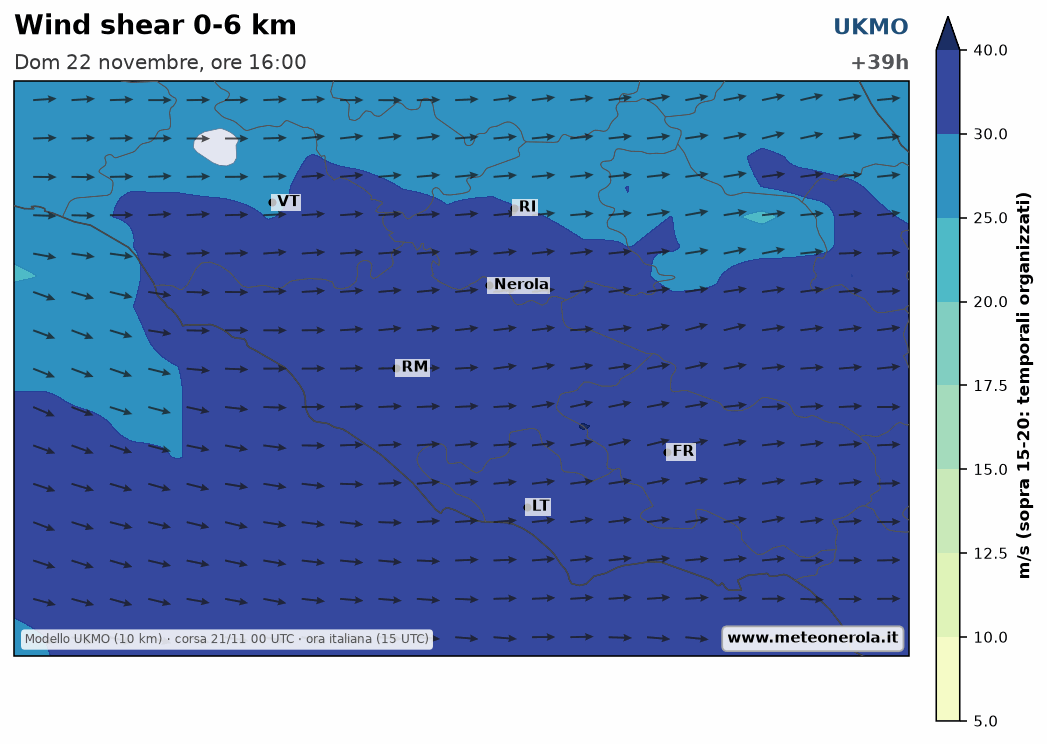 Wind shear 0-6 km
UKMO
Dom 22 novembre, ore 16:00
+39h
VT
RI
Nerola
RM
FR
LT
Modello UKMO (10 km) · corsa 21/11 00 UTC · ora italiana (15 UTC)
www.meteonerola.it
40.0
30.0
25.0
20.0
17.5
15.0
12.5
10.0
5.0
m/s (sopra 15-20: temporali organizzati)